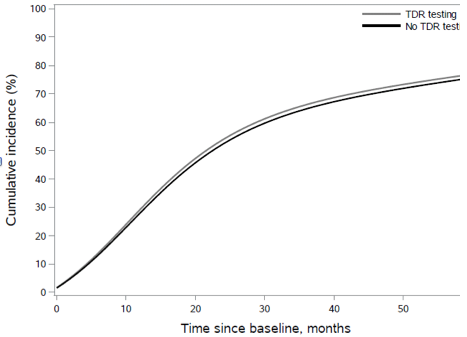 100
90
80
70
60
50
40
30
20
10
0
Cumulative incidence (%)
TDR testing
No TDR testi
0 10 20 30 40 50
Time since baseline, months